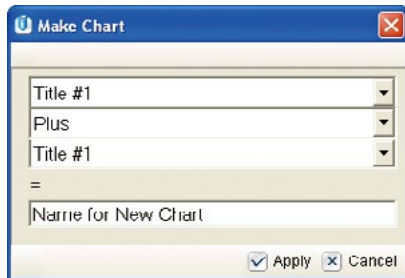 Make Chart
Title #1
Plus
Title #1
=
Name for New Chart
Apply Cancel